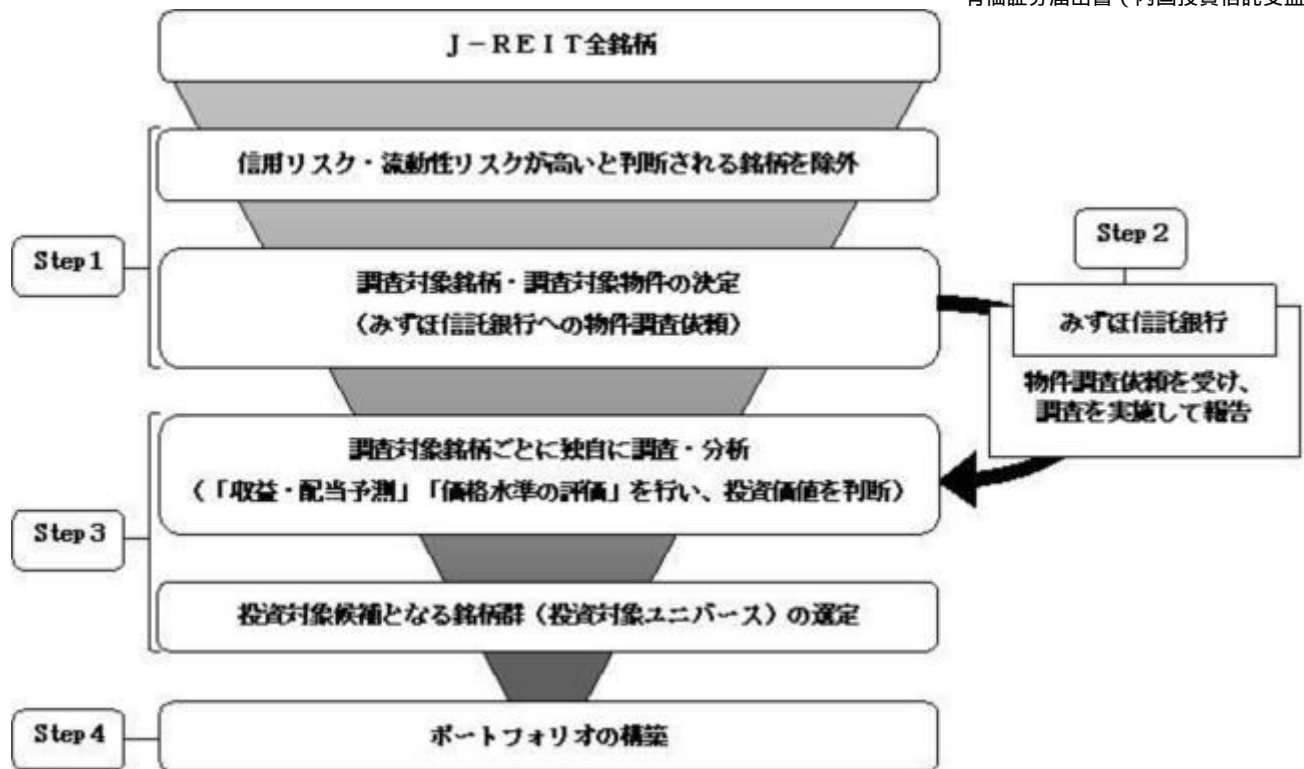 J－ＲＥＩＴ全銘柄
信用リスク・流動性リスクが高いと判断される銘柄を除外
Step 1
調査対象銘柄・調査対象物件の決定
（みずほ信託銀行への物件調査依頼）
Step 2
みずほ信託銀行
物件調査依頼を受け、
調査を実施して報告
調査対象銘柄ごとに独自に調査・分析
（「収益・配当予測」「価格水準の評価」を行い、投資価値を判断）
Step 3
投資対象候補となる銘柄群（投資対象ユニバース）の選定
Step 4
ポートフォリオの構築